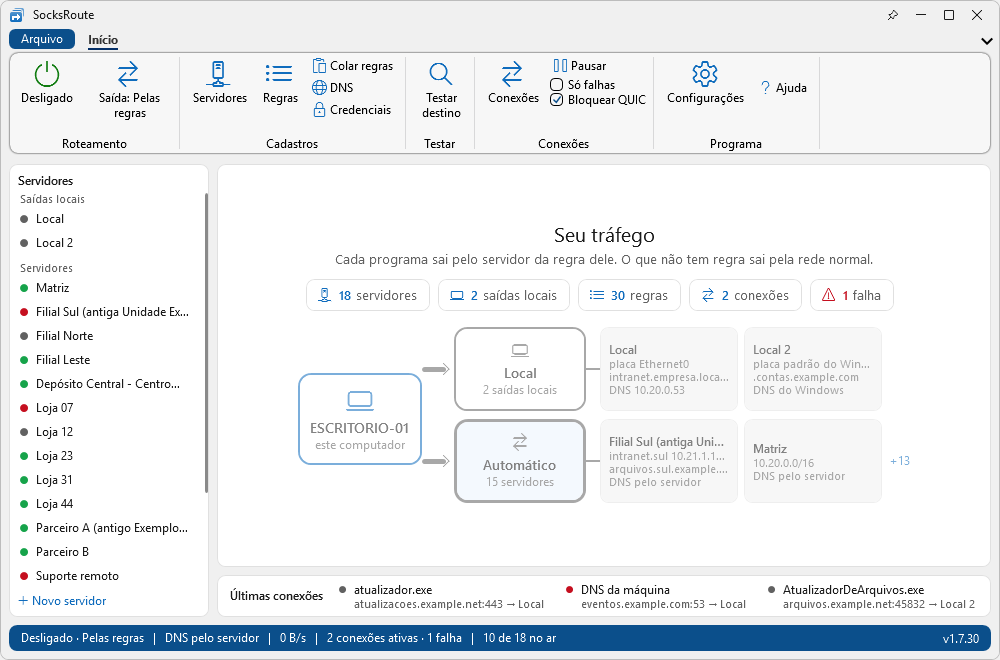 SocksRoute
Arquivo
Início
Desligado
Saída: Pelas
regras
Roteamento
Servidores
Regras
Colar regras
DNS
Credenciais
Cadastros
Testar
destino
Testar
Conexões
Pausar
Só falhas
Bloquear QUIC
Conexões
Configurações
? Ajuda
Programa
Servidores
Saídas locais
Local
Local 2
Servidores
Matriz
Filial Sul (antiga Unidade Ex...
Filial Norte
Filial Leste
Depósito Central - Centro...
Loja 07
Loja 12
Loja 23
Loja 31
Loja 44
Parceiro A (antigo Exemplo...
Parceiro B
Suporte remoto
+ Novo servidor
Seu tráfego
Cada programa sai pelo servidor da regra dele. O que não tem regra sai pela rede normal.
18 servidores
2 saídas locais
30 regras
2 conexões
1 falha
ESCRITORIO-01
este computador
Local
2 saídas locais
Local
placa Ethernet0
intranet.empresa.loca...
DNS 10.20.0.53
Local 2
placa padrão do Win...
.contas.example.com
DNS do Windows
Automático
15 servidores
Filial Sul (antiga Uni...
intranet.sul 10.21.1.1...
arquivos.sul.example....
DNS pelo servidor
Matriz
10.20.0.0/16
DNS pelo servidor
+13
Últimas conexões
atualizador.exe
atualizacoes.example.net:443 → Local
DNS da máquina
eventos.example.com:53 → Local
AtualizadorDeArquivos.exe
arquivos.example.net:45832 → Local 2
Desligado · Pelas regras | DNS pelo servidor | 0 B/s | 2 conexões ativas · 1 falha | 10 de 18 no ar
v1.7.30